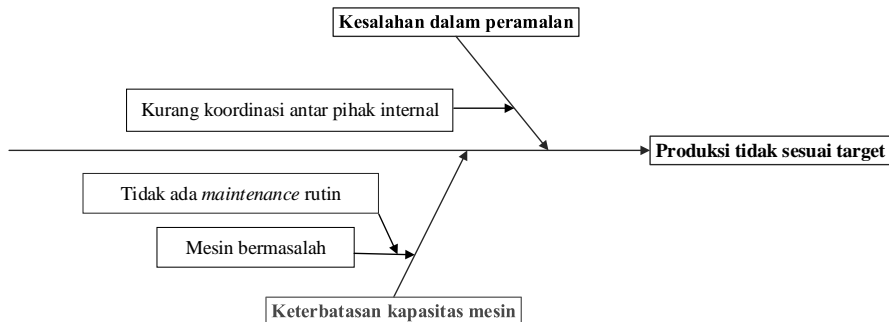 Kesalahan dalam peramalan
Kurang koordinasi antar pihak internal
Produksi tidak sesuai target
Tidak ada maintenance rutin
Mesin bermasalah
Keterbatasan kapasitas mesin